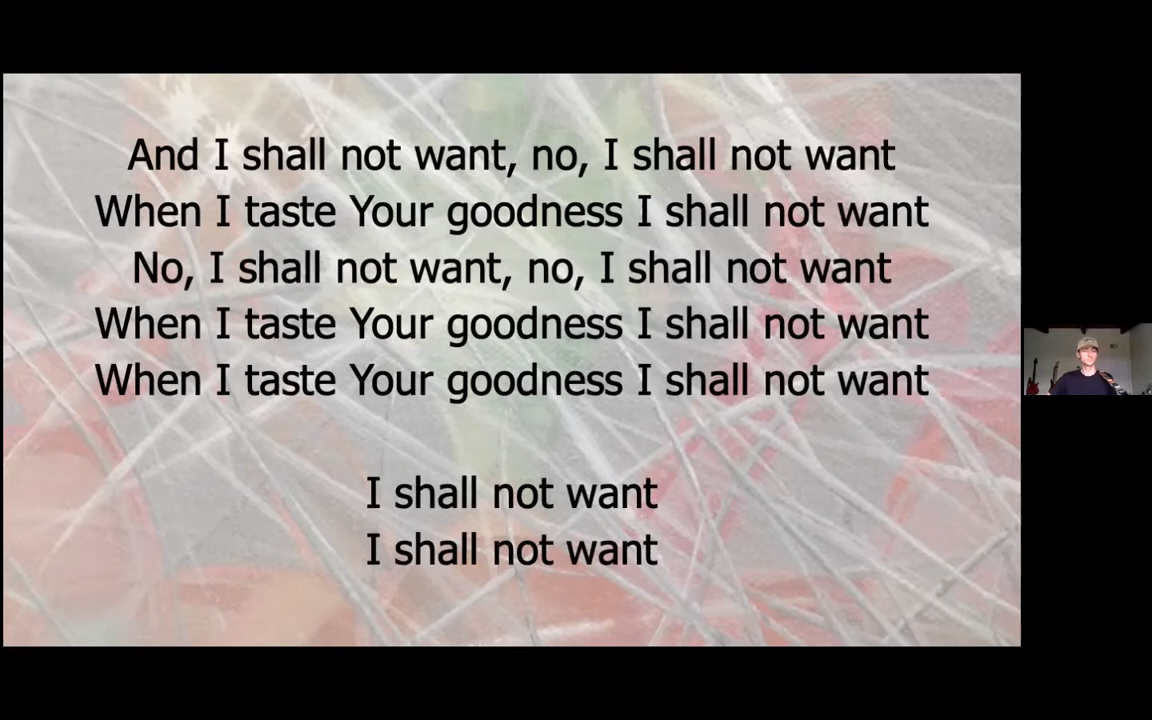 And I shall not want, no, I shall not want
When I taste Your goodness I shall not want
No, I shall not want, no, I shall not want
When I taste Your goodness I shall not want
When I taste Your goodness I shall not want
I shall not want
I shall not want